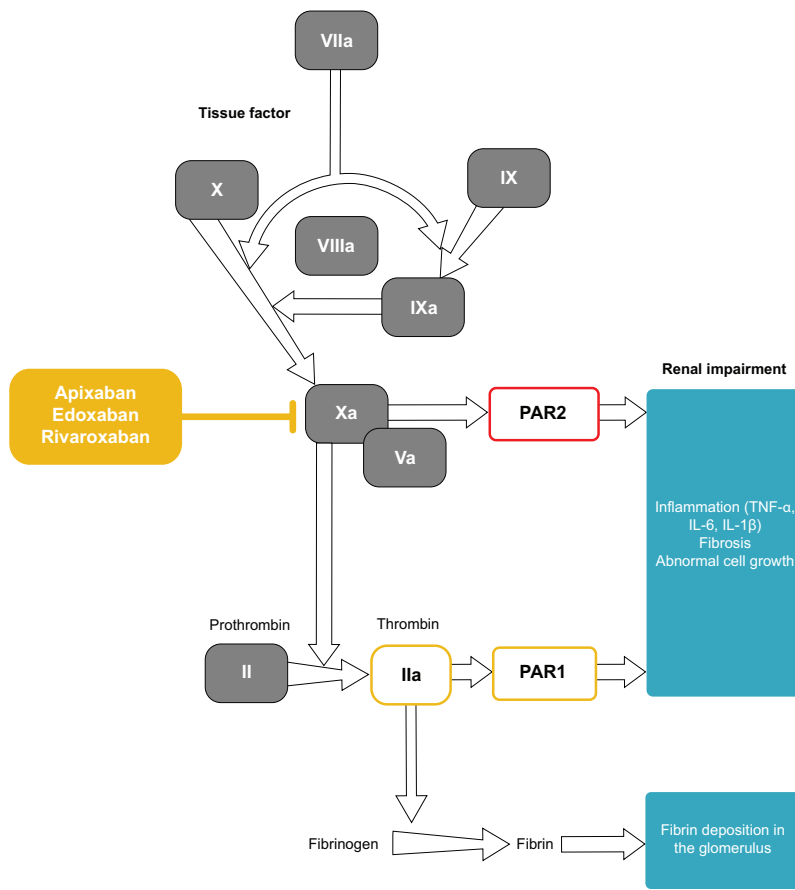 VIIa
Tissue factor
X
IX
VIIIa
IXa
Renal impairment
Apixaban
Edoxaban
Rivaroxaban
Xa
PAR2
Va
Inflammation (TNF-α,
IL-6, IL-1β)
Fibrosis
Abnormal cell growth
Prothrombin
Thrombin
II
IIa
PAR1
Fibrinogen
Fibrin
Fibrin deposition in
the glomerulus